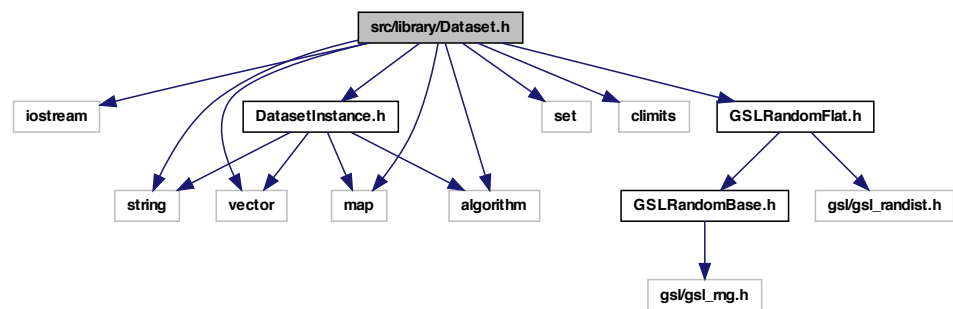 src/library/Dataset.h
iostream
DatasetInstance.h
set
climits
GSLRandomFlat.h
string
vector
map
algorithm
GSLRandomBase.h
gsl/gsl_randist.h
gsl/gsl_rng.h